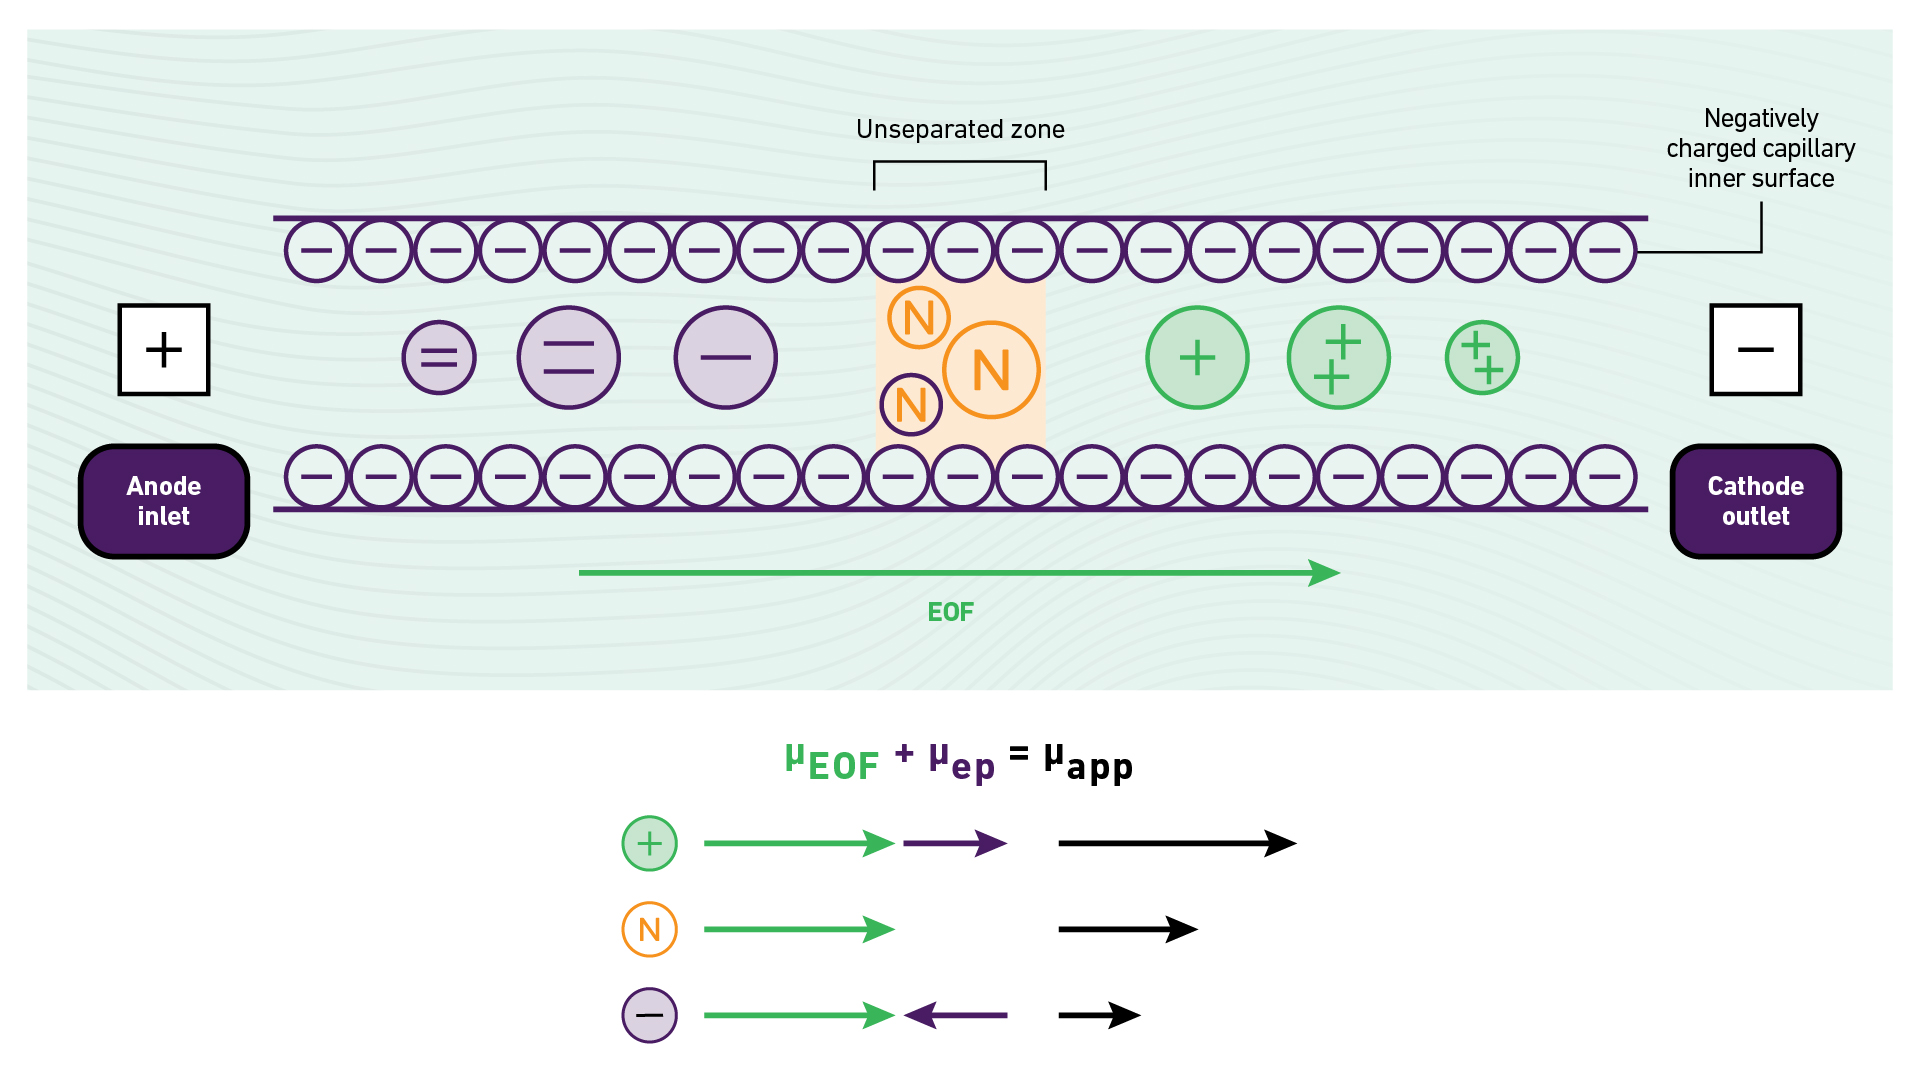 Unseparated zone
Negatively
charged capillary
inner surface
− − − − − − − − − − − − − − − − − − − − −
+
= = −
N
N
N
+ ++ ++
−
Anode
inlet
− − − − − − − − − − − − − − − − − − − − −
Cathode
outlet
EOF
μEOF + μep = μapp
+
N
−